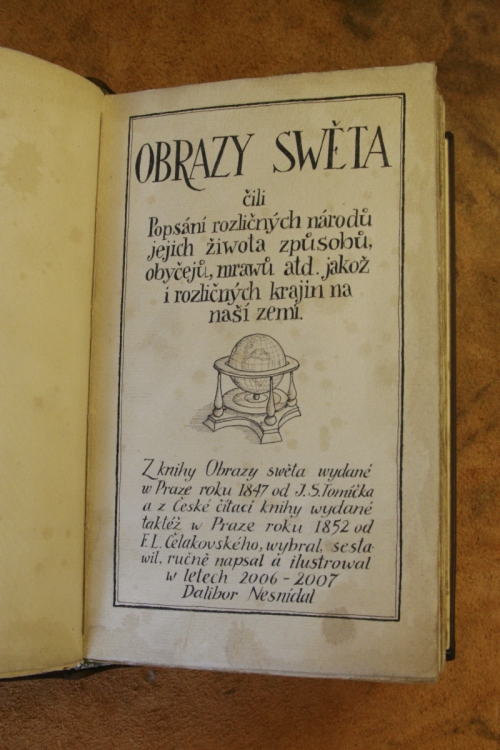 OBRAZY SWĚTA
čili
Popsání rozličných národů
jejich života způsobů,
obyčejů, mrawů atd. jakož
i rozličných krajin na
naší zemi.
Z knihy Obrazy swěta wydané
w Praze roku 1847 od J.S.Tomíčka
a z České čítací knihy wydané
taktéž w Praze roku 1852 od
F.L.Čelakovského, wybral, sesta-
wil, ručně napsal a ilustrowal
w letech 2006-2007
Dalibor Nesnídal